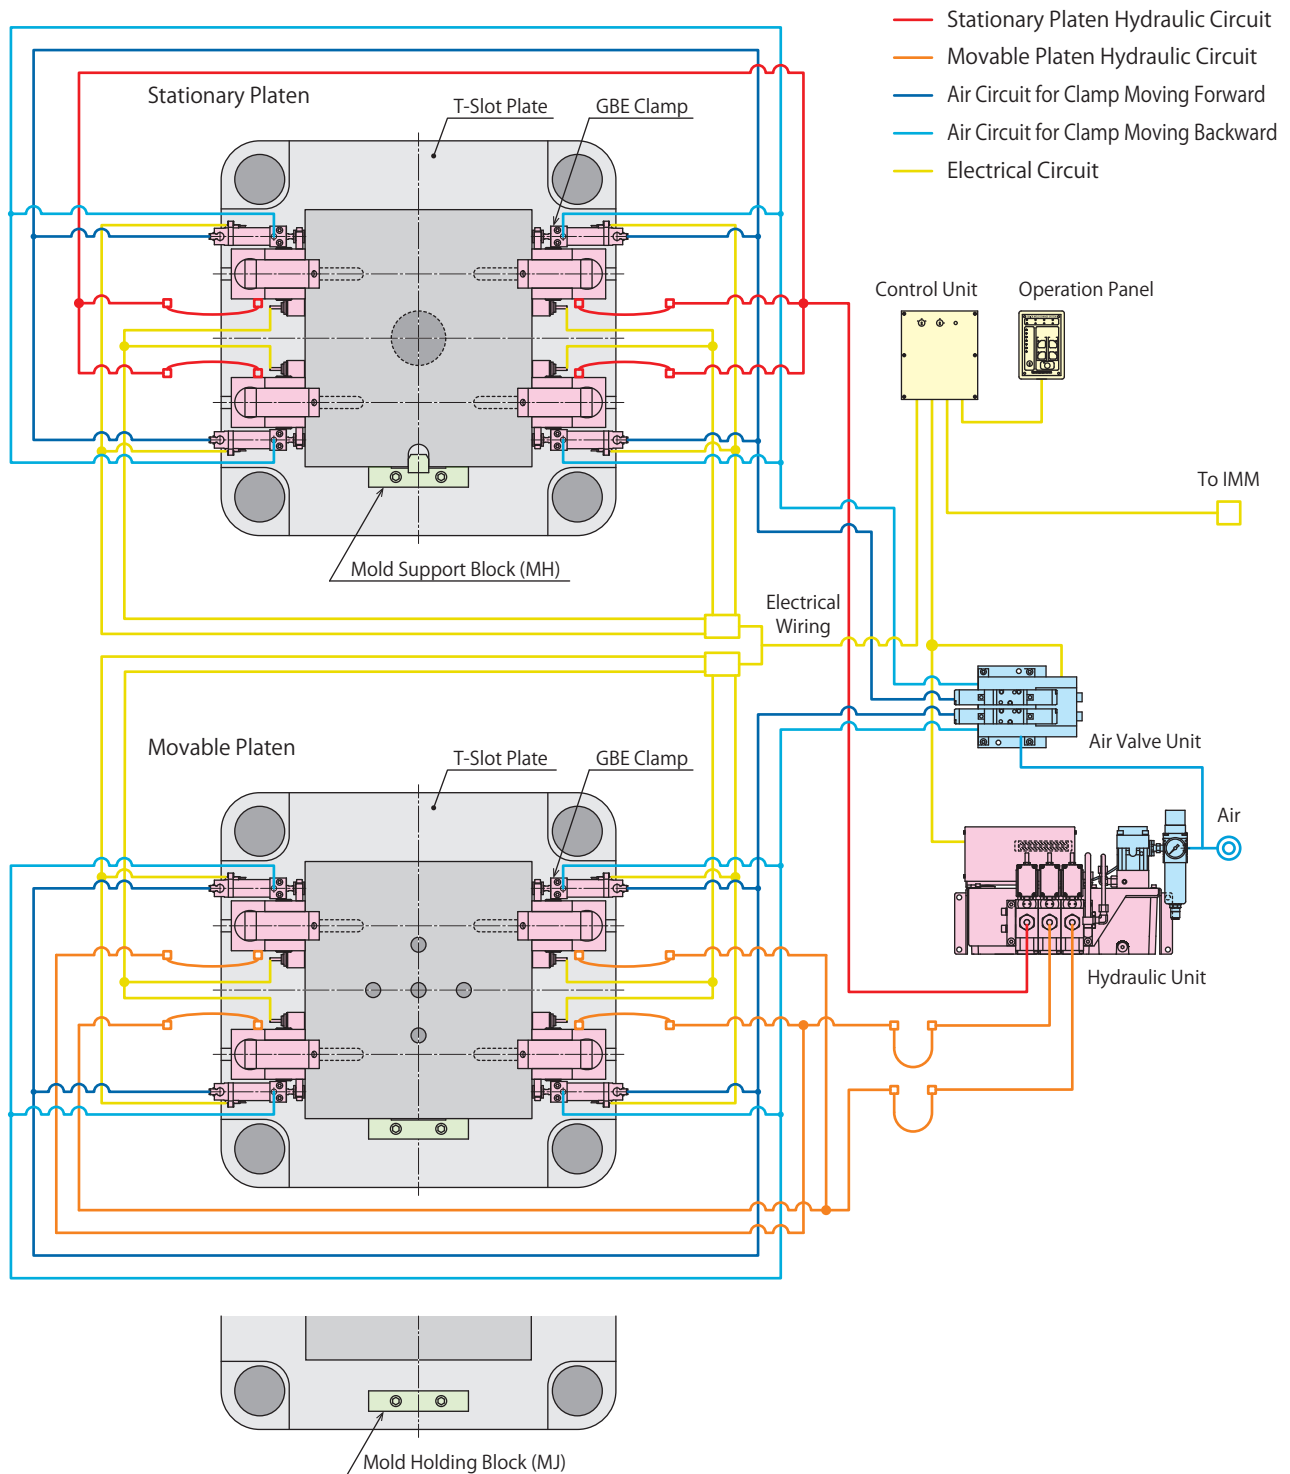 Stationary Platen Hydraulic Circuit
Movable Platen Hydraulic Circuit
Air Circuit for Clamp Moving Forward
Air Circuit for Clamp Moving Backward
Electrical Circuit
Stationary Platen
T-Slot Plate
GBE Clamp
Control Unit
Operation Panel
To IMM
Mold Support Block (MH)
Electrical
Wiring
Air Valve Unit
Movable Platen
T-Slot Plate
GBE Clamp
Air
Hydraulic Unit
Mold Holding Block (MJ)